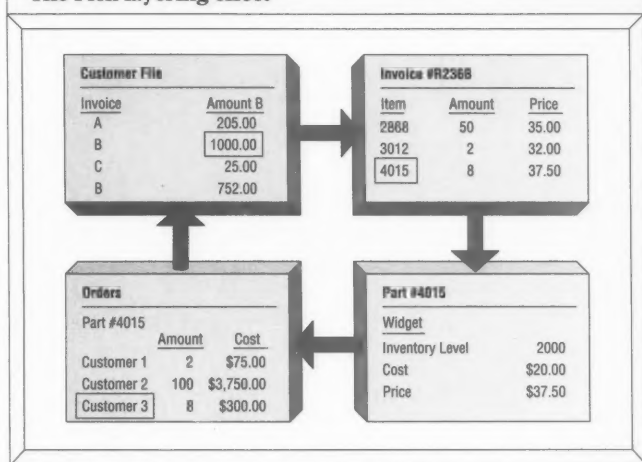 Customer File
Invoice Amount B
A 205.00
B 1000.00
C 25.00
B 752.00
Invoice #R2368
Item Amount Price
2868 50 35.00
3012 2 32.00
4015 8 37.50
Orders
Part #4015
Amount Cost
Customer 1 2 $75.00
Customer 2 100 $3,750.00
Customer 3 8 $300.00
Part #4015
Widget
Inventory Level 2000
Cost $20.00
Price $37.50